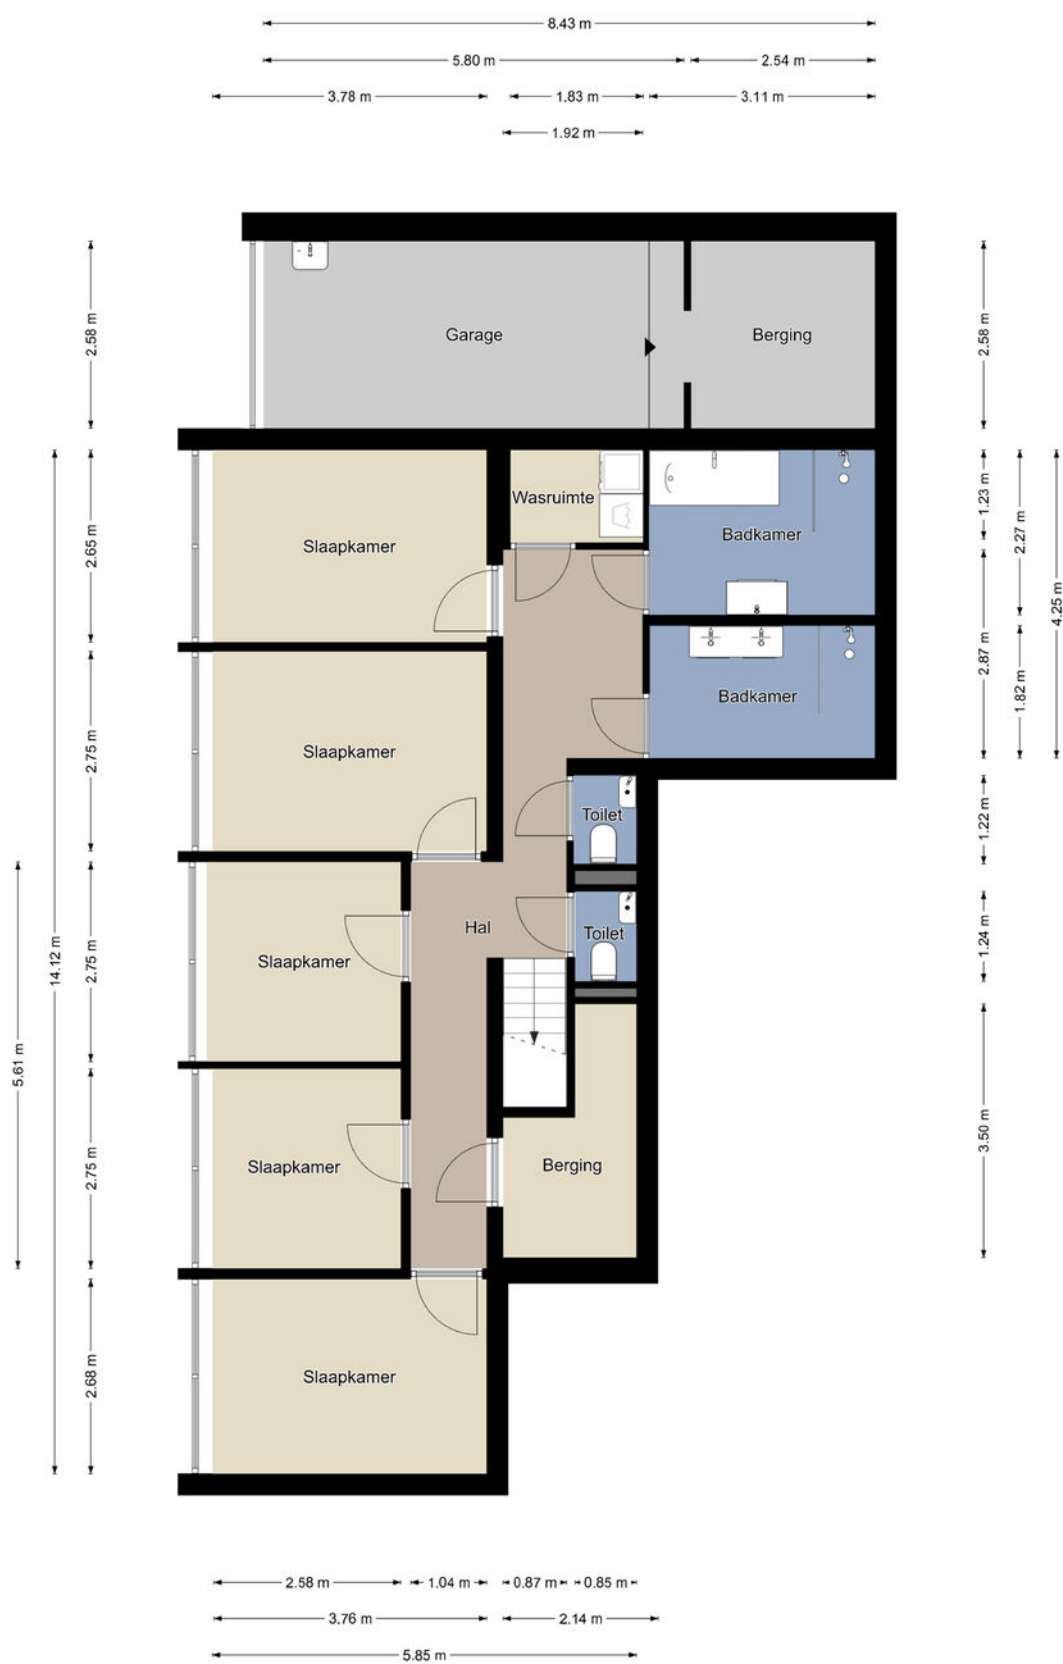 8.43 m
5.80 m
2.54 m
3.78 m
1.83 m
3.11 m
1.92 m
2.58 m
Garage
Berging
2.58 m
14.12 m
2.65 m
Slaapkamer
Wasruimte
Badkamer
1.23 m
2.27 m
4.25 m
2.75 m
Slaapkamer
Badkamer
2.87 m
1.82 m
Toilet
1.22 m
5.61 m
2.75 m
Slaapkamer
Hal
Toilet
1.24 m
2.75 m
Slaapkamer
Berging
3.50 m
2.68 m
Slaapkamer
2.58 m
1.04 m
0.87 m
0.85 m
3.76 m
2.14 m
5.85 m